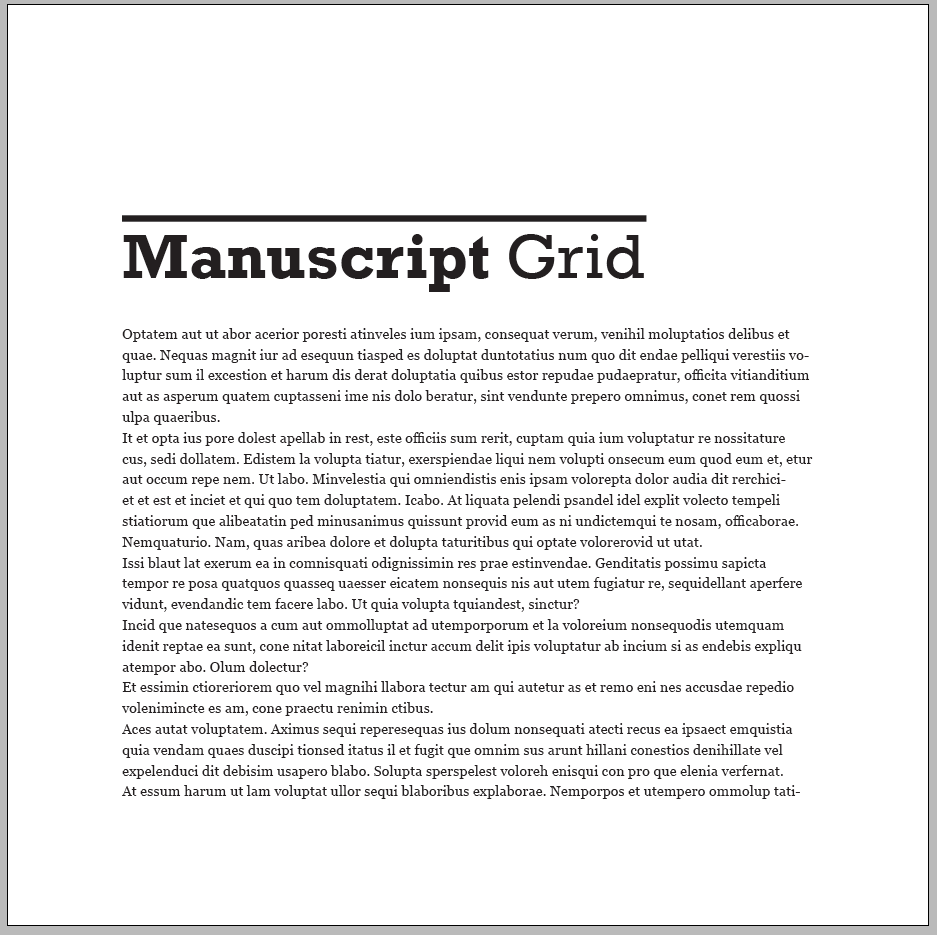 Manuscript Grid
Optatem aut ut abor acerior poresti atinveles ium ipsam, consequat verum, venihil moluptatios delibus et
quae. Nequas magnit iur ad esequun tiasped es doluptat duntotatius num quo dit endae pelliqui verestiis vo-
luptur sum il excestion et harum dis derat doluptatia quibus estor repudae pudaepratur, officita vitianditium
aut as asperum quatem cuptasseni ime nis dolo beratur, sint vendunte prepero omnimus, conet rem quossi
ulpa quaeribus.
It et opta ius pore dolest apellab in rest, este officiis sum rerit, cuptam quia ium voluptatur re nossitature
cus, sedi dollatem. Edistem la volupta tiatur, exerspiendae liqui nem volupti onsecum eum quod eum et, etur
aut occum repe nem. Ut labo. Minvelestia qui omniendistis enis ipsam volorepta dolor audia dit rerchici-
et et est et inciet et qui quo tem doluptatem. Icabo. At liquata pelendi psandel idel explit volecto tempeli
stiatiorum que alibeatatin ped minusanimus quissunt provid eum as ni undictemqui te nosam, officaborae.
Nemquaturio. Nam, quas aribea dolore et dolupta taturitibus qui optate volorerovid ut utat.
Issi blaut lat exerum ea in comnisquati odignissimin res prae estinvendae. Genditatis possimu sapicta
tempor re posa quatquos quasseq uaesser eicatem nonsequis nis aut utem fugiatur re, sequidellant aperfere
vidunt, evendandic tem facere labo. Ut quia volupta tquiandest, sinctur?
Incid que natesequos a cum aut ommolluptat ad utemporporum et la voloreium nonsequodis utemquam
idenit reptae ea sunt, cone nitat laboreicil inctur accum delit ipis voluptatur ab incium si as endebis expliqu
atempor abo. Olum dolectur?
Et essimin ctioreriorem quo vel magnihi llabora tectur am qui autetur as et remo eni nes accusdae repedio
volenimincte es am, cone praectu renimin ctibus.
Aces autat voluptatem. Aximus sequi reperesequas ius dolum nonsequati atecti recus ea ipsaect emquistia
quia vendam quaes duscipi tionsed itatus il et fugit que omnim sus arunt hillani conestios denihillate vel
expelenduci dit debisim usapero blabo. Solupta sperspelest voloreh enisqui con pro que elenia verfernat.
At essum harum ut lam voluptat ullor sequi blaboribus explaborae. Nemporpos et utempero ommolup tati-